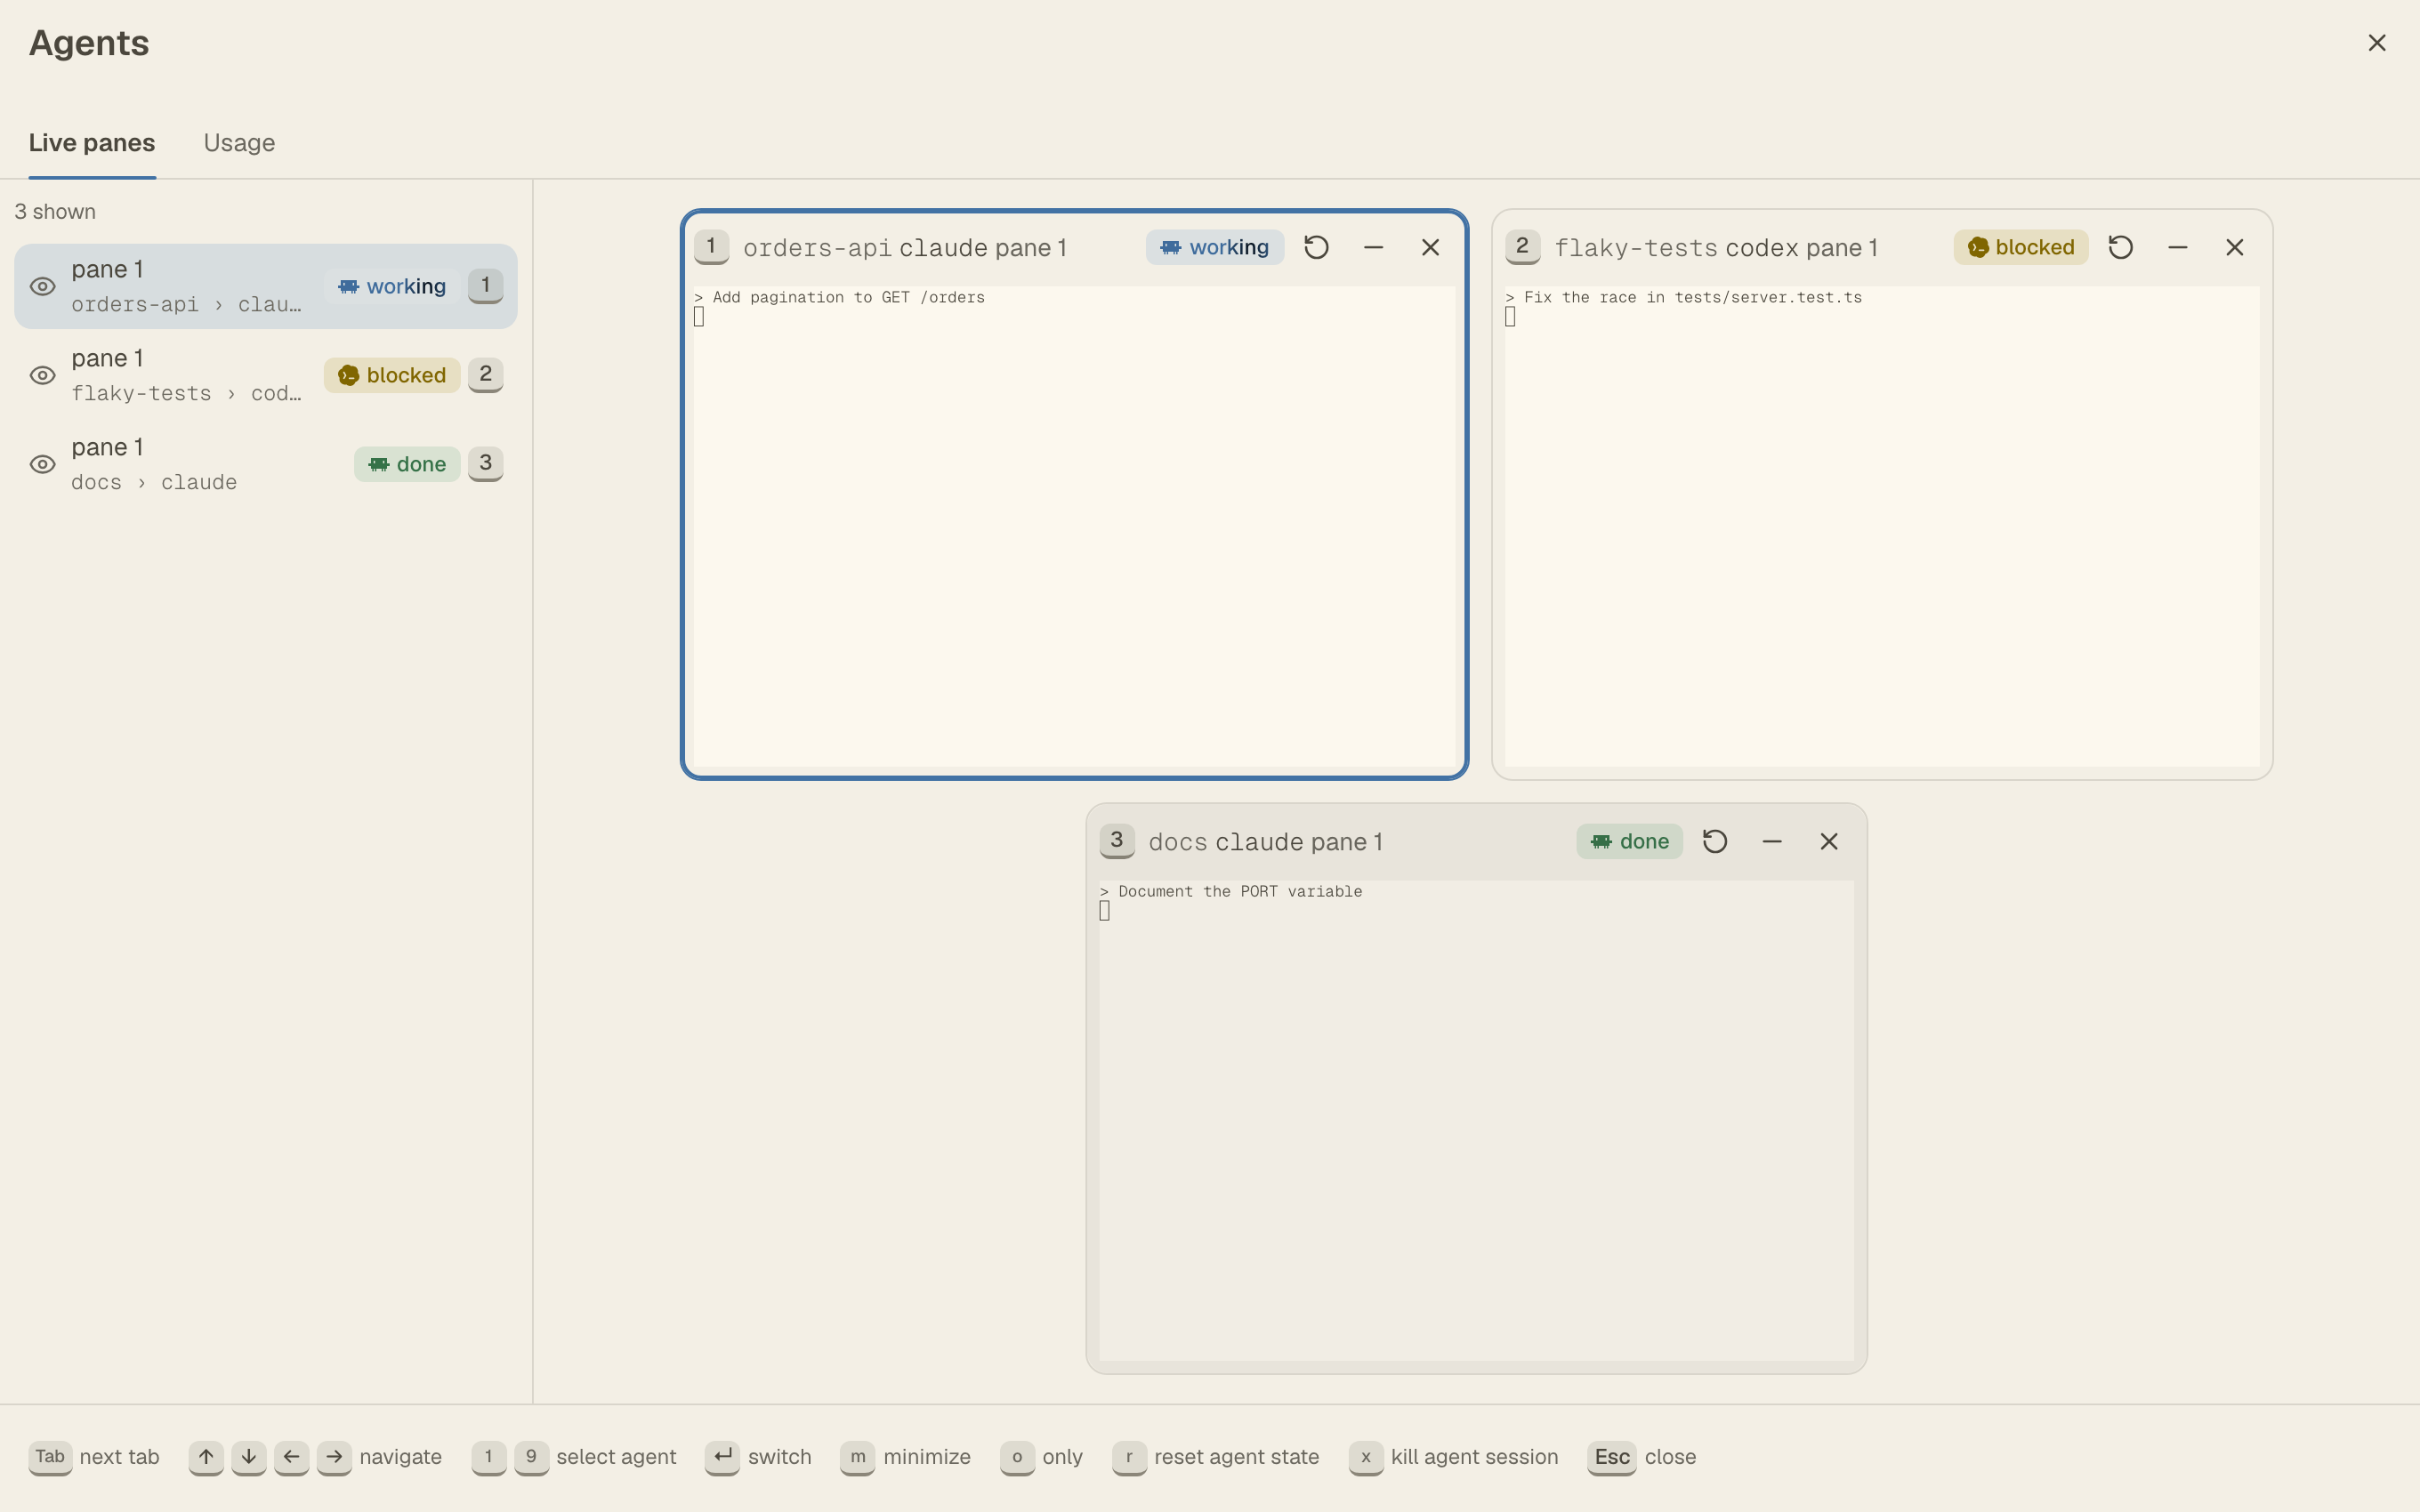 Agents
Live panes Usage
3 shown
pane 1
orders-api › clau… working 1
pane 1
flaky-tests › cod… blocked 2
pane 1
docs › claude done 3
1 orders-api claude pane 1 working
> Add pagination to GET /orders
2 flaky-tests codex pane 1 blocked
> Fix the race in tests/server.test.ts
3 docs claude pane 1 done
> Document the PORT variable
Tab next tab ↑ ↓ ← → navigate 1 9 select agent ↵ switch m minimize o only r reset agent state x kill agent session Esc close